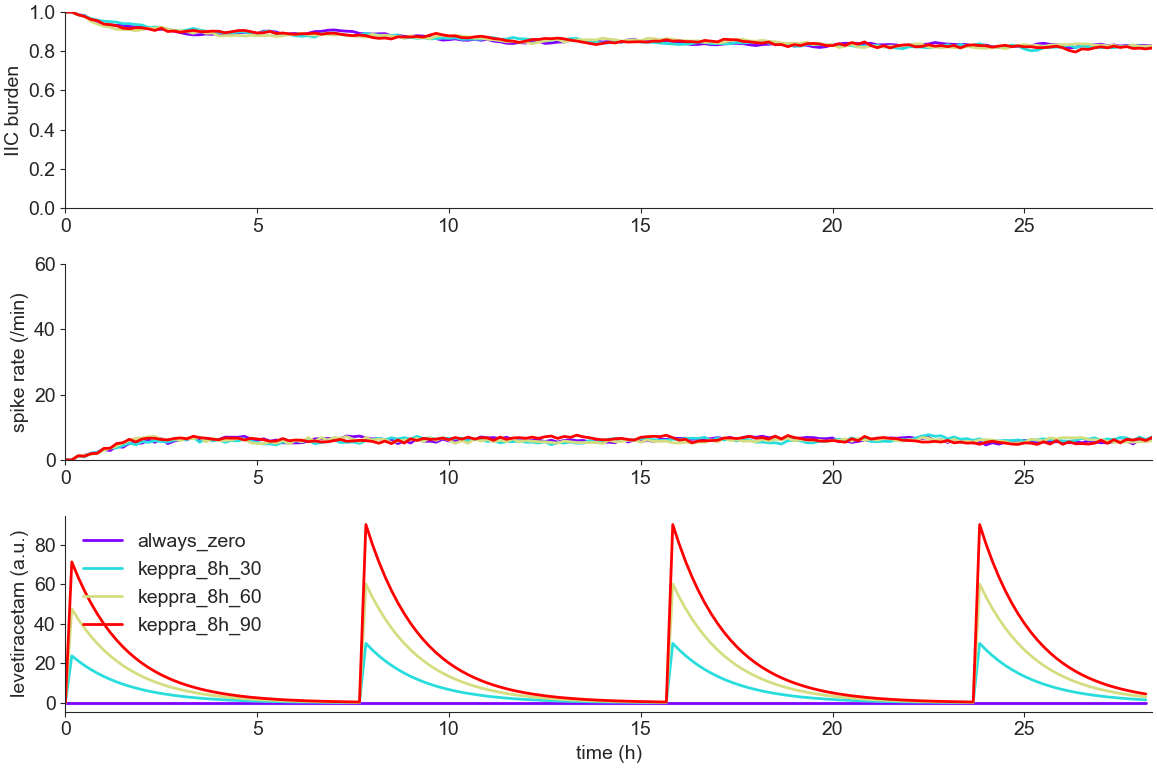 1.0
0.8
0.6
0.4
0.2
0.0
IIC burden
0 5 10 15 20 25
60
40
20
0
spike rate (/min)
0 5 10 15 20 25
80
60
40
20
0
levetiracetam (a.u.)
always_zero
keppra_8h_30
keppra_8h_60
keppra_8h_90
0 5 10 15 20 25
time (h)